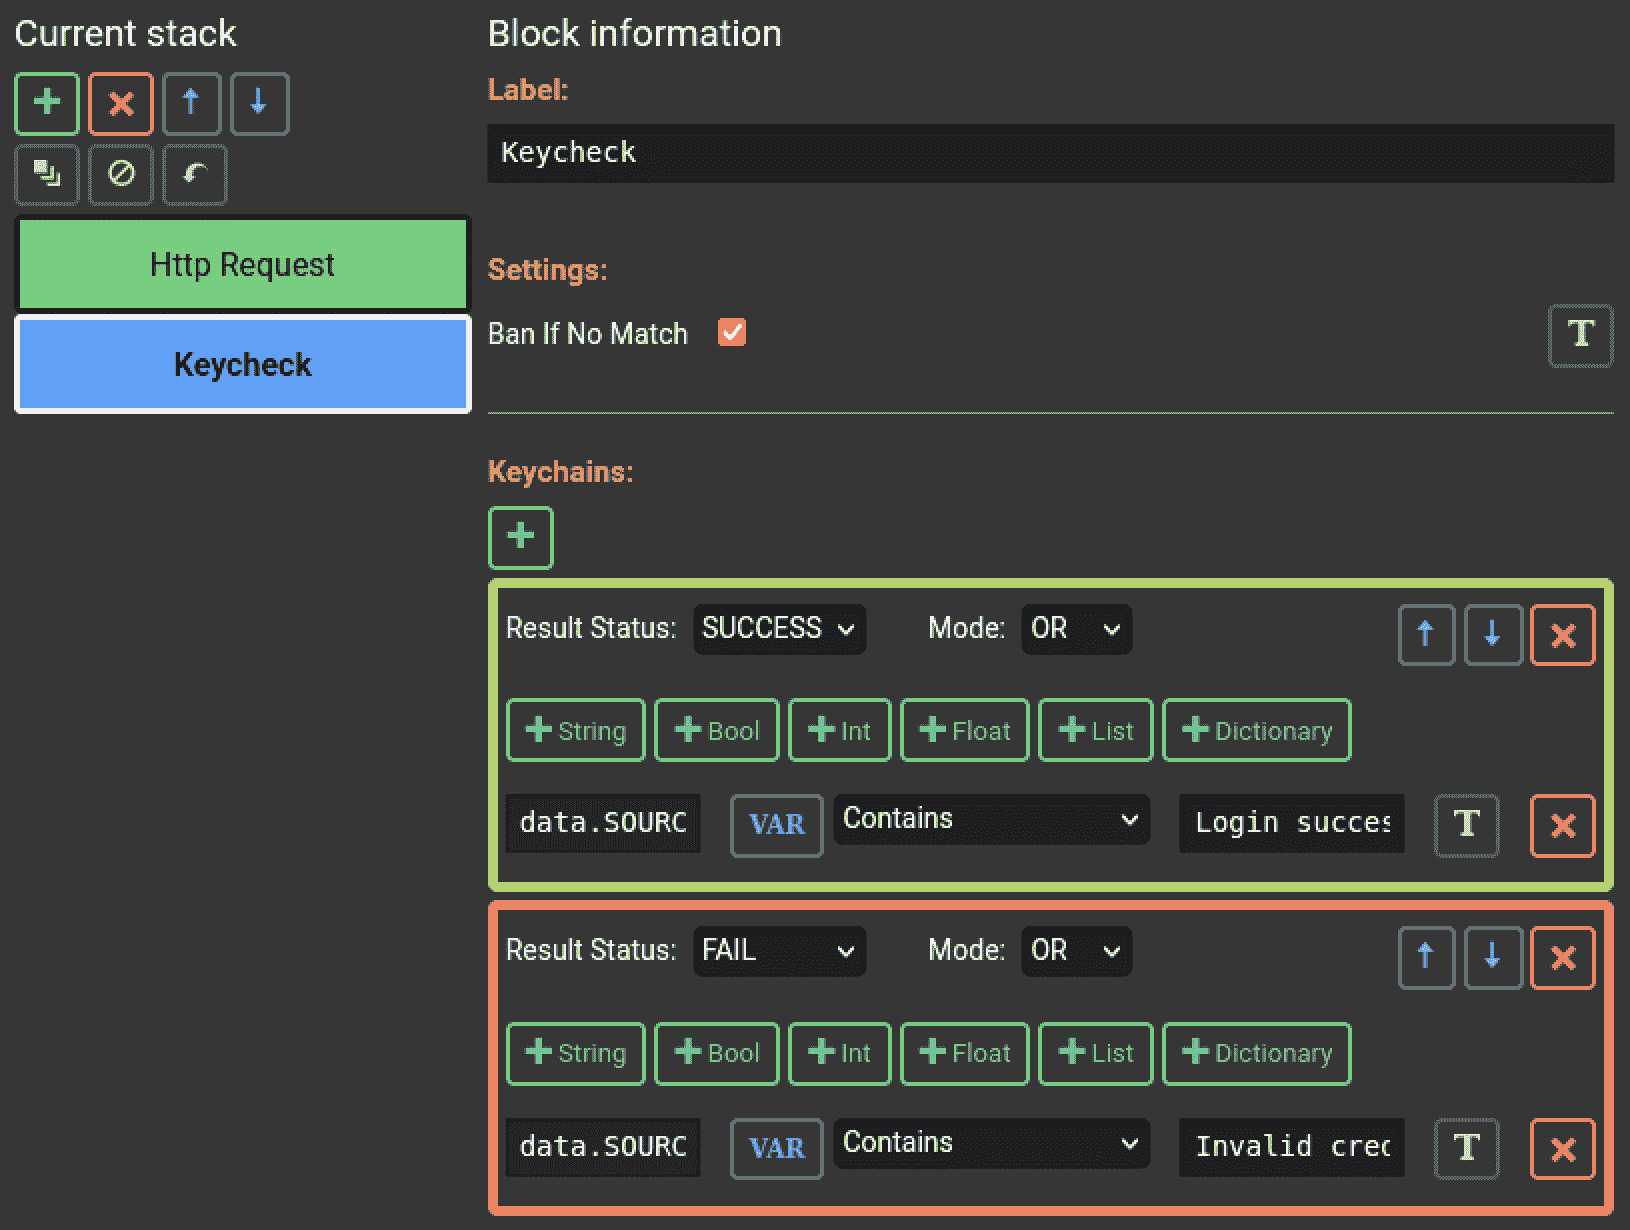 Current stack
Block information
Label:
Keycheck
Http Request
Keycheck
Settings:
Ban If No Match
T
Keychains:
Result Status: SUCCESS Mode: OR
String Bool Int Float List Dictionary
data.SOURC VAR Contains Login succes T
Result Status: FAIL Mode: OR
String Bool Int Float List Dictionary
data.SOURC VAR Contains Invalid cred T